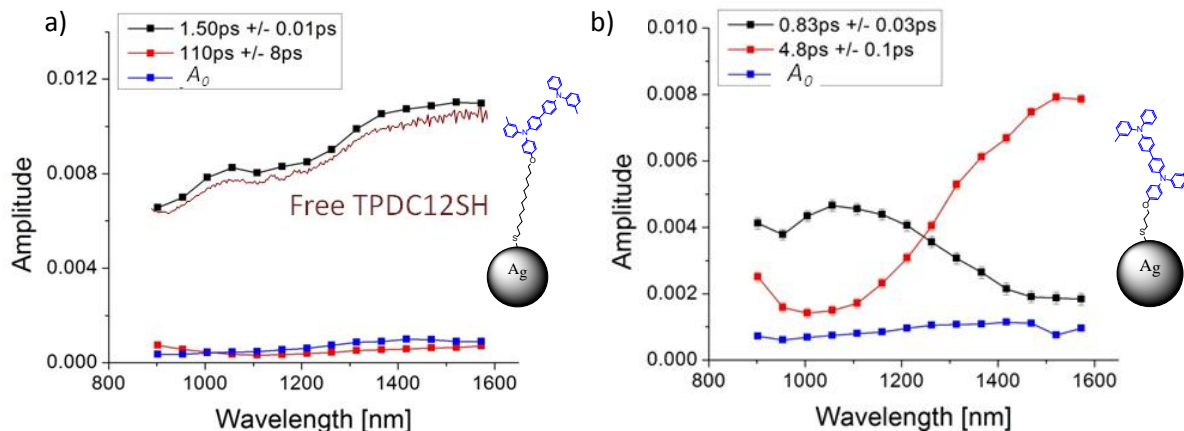 a)
1.50ps +/- 0.01ps
110ps +/- 8ps
A0
Amplitude
0.012
0.008
0.004
0.000
Free TPDC12SH
N
N
O
S
Ag
800 1000 1200 1400 1600
Wavelength [nm]
b)
0.83ps +/- 0.03ps
4.8ps +/- 0.1ps
A0
Amplitude
0.010
0.008
0.006
0.004
0.002
0.000
N
N
O
S
Ag
800 1000 1200 1400 1600
Wavelength [nm]